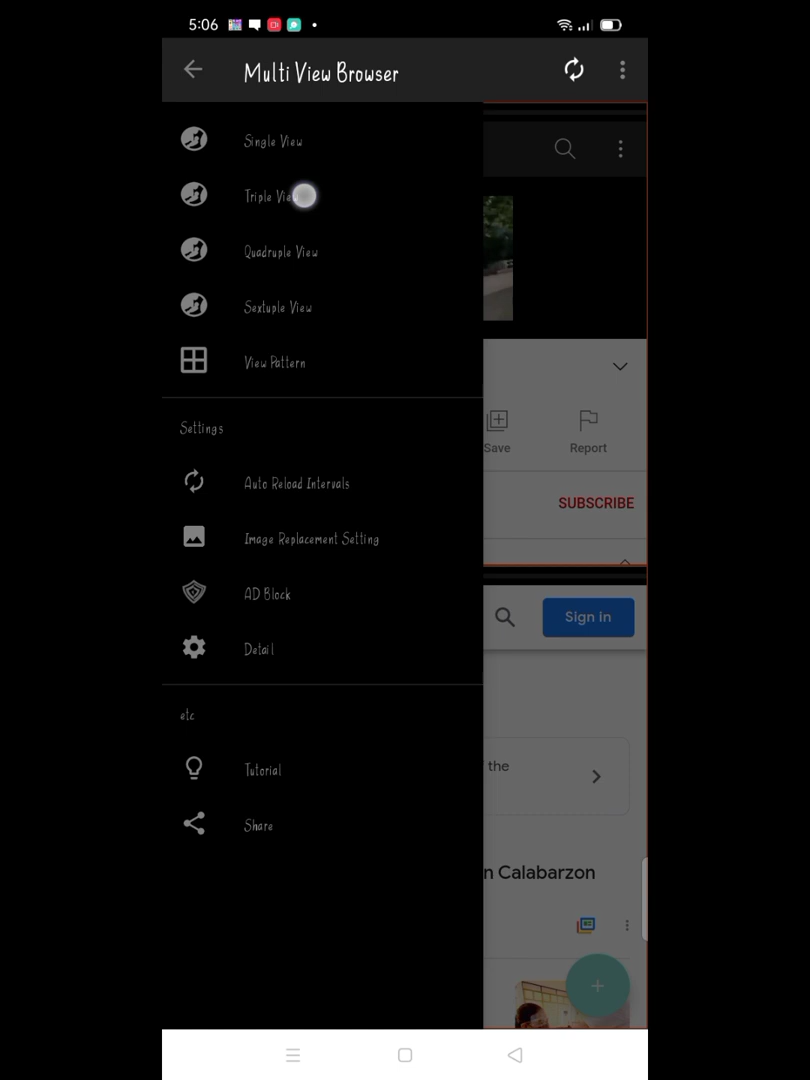 5:06
Multi View Browser
Single View
Triple View
Quadruple View
Sextuple View
View Pattern
Settings
Auto Reload Intervals
Image Replacement Setting
AD Block
Detail
etc
Tutorial
Share
Save
Report
SUBSCRIBE
Sign in
the
n Calabarzon